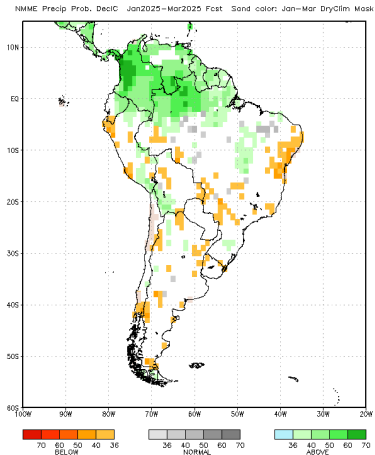 NMME Precip Prob. DecIC Jan2025-Mar2025 Fcst Sand color: Jan-Mar DryClim Mask
10N
EQ
10S
20S
30S
40S
50S
60S
100W 90W 80W 70W 60W 50W 40W 30W 20W
70 60 50 40 36 36 40 50 60 70 36 40 50 60 70
BELOW NORMAL ABOVE